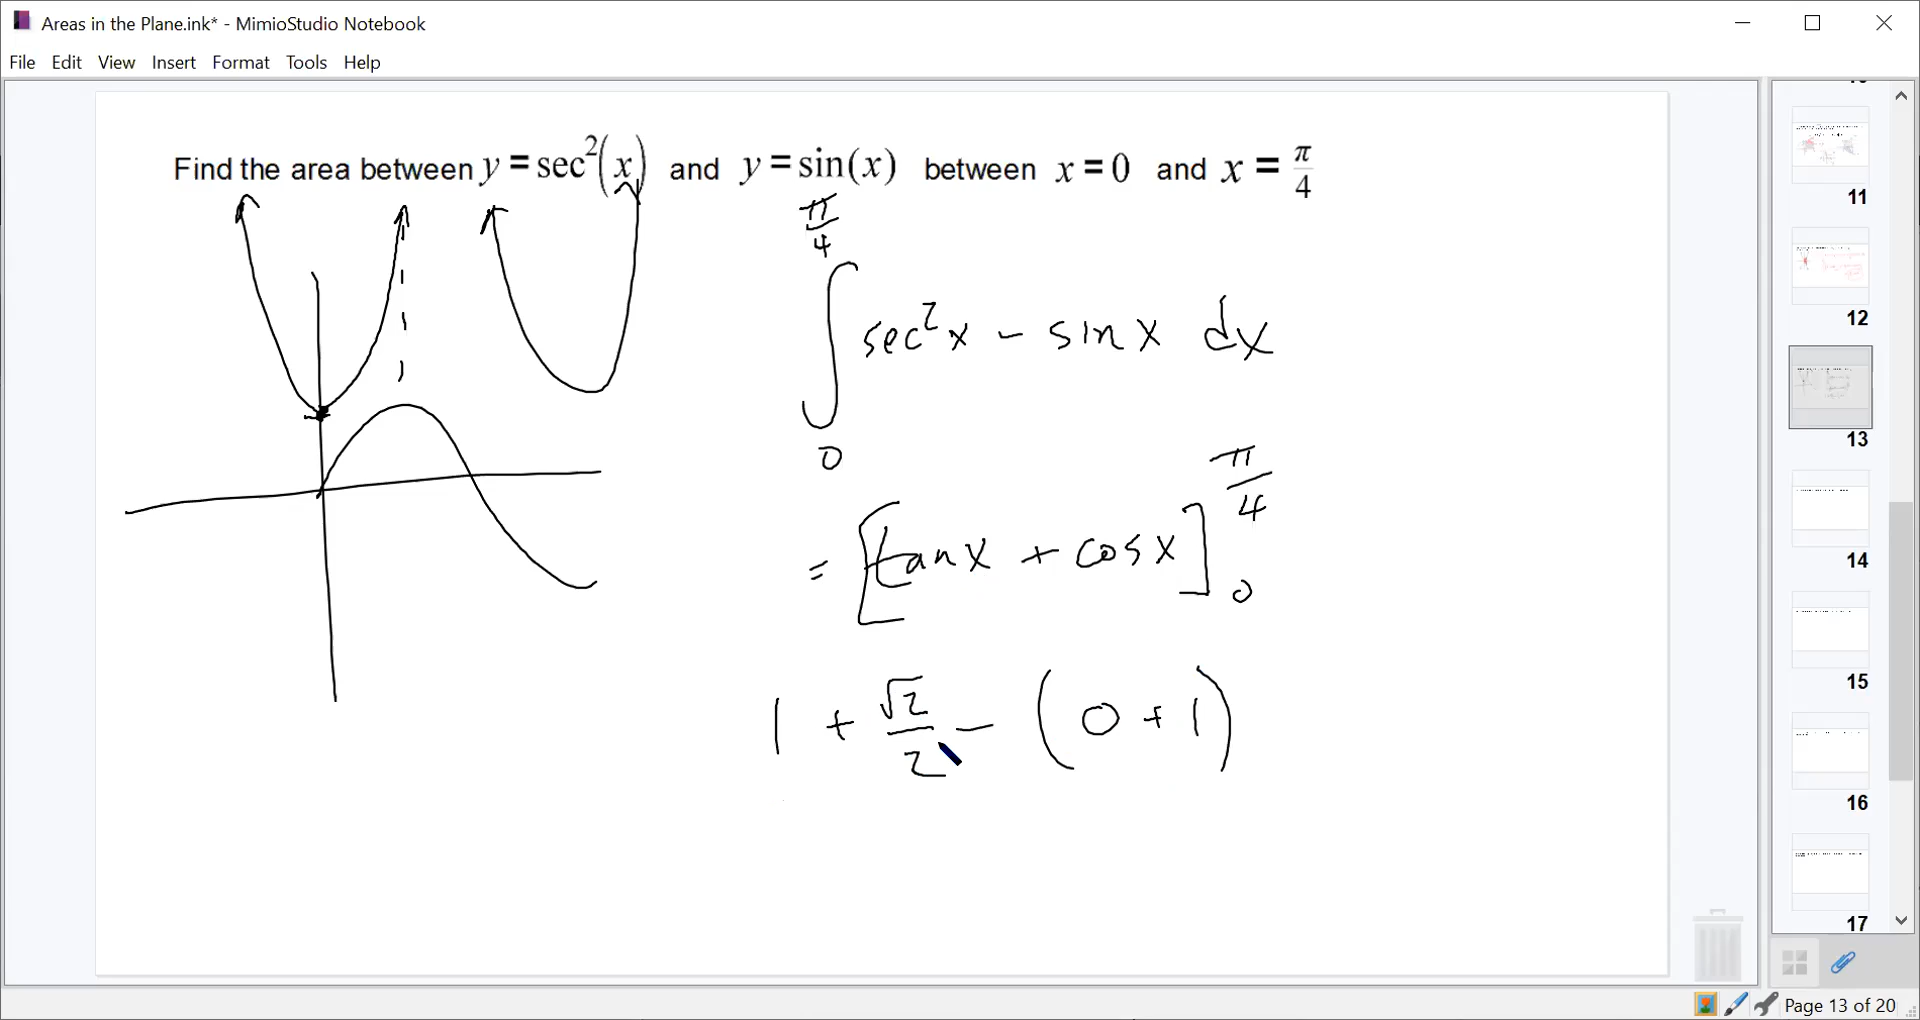 Areas in the Plane.ink* - MimioStudio Notebook
File Edit View Insert Format Tools Help
Find the area between y = sec²(x) and y = sin(x) between x = 0 and x = π/4
∫₀^(π/4) sec²x - sin x dx
= [tan x + cos x]₀^(π/4)
1 + √2/2 - (0 + 1)
11
12
13
14
15
16
17
Page 13 of 20